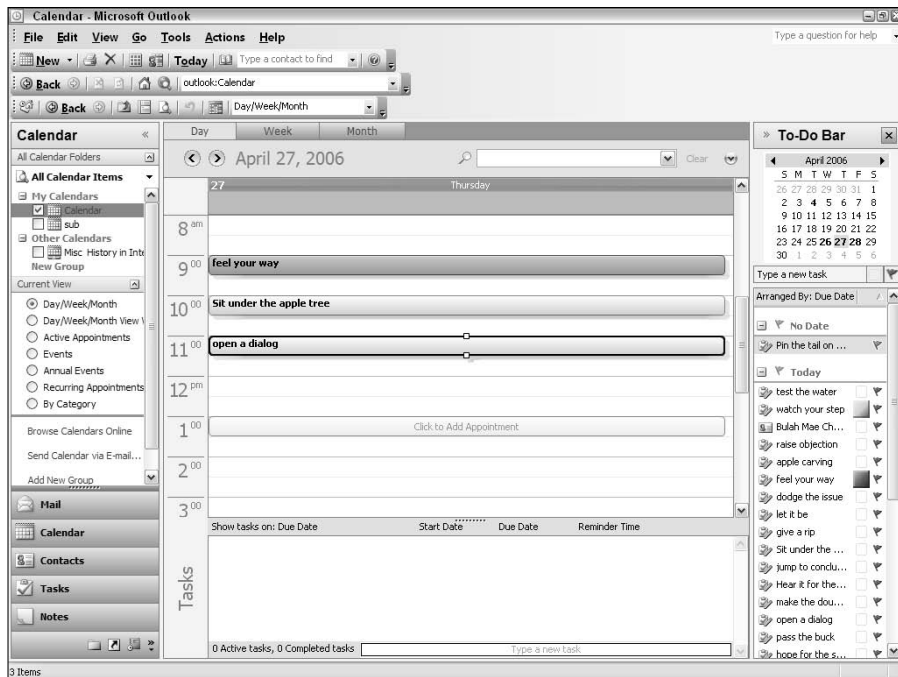 Calendar - Microsoft Outlook
File Edit View Go Tools Actions Help
Type a question for help
New Today Type a contact to find
Back outlook:Calendar
Back Day/Week/Month
Calendar «
All Calendar Folders
All Calendar Items
My Calendars
Calendar
sub
Other Calendars
Misc History in Inte
New Group
Current View
Day/Week/Month
Day/Week/Month View
Active Appointments
Events
Annual Events
Recurring Appointments
By Category
Browse Calendars Online
Send Calendar via E-mail...
Add New Group
Mail
Calendar
Contacts
Tasks
Notes
»
Day Week Month
April 27, 2006
Clear
27 Thursday
8 am
9 00 feel your way
10 00 Sit under the apple tree
11 00 open a dialog
12 pm
1 00 Click to Add Appointment
2 00
3 00
Show tasks on: Due Date Start Date Due Date Reminder Time
Tasks
0 Active tasks, 0 Completed tasks Type a new task
» To-Do Bar
April 2006
S M T W T F S
26 27 28 29 30 31 1
2 3 4 5 6 7 8
9 10 11 12 13 14 15
16 17 18 19 20 21 22
23 24 25 26 27 28 29
30 1 2 3 4 5 6
Type a new task
Arranged By: Due Date
No Date
Pin the tail on ...
Today
test the water
watch your step
Bulah Mae Ch...
raise objection
apple carving
feel your way
dodge the issue
let it be
give a rip
Sit under the ...
jump to conclu...
Hear it for the...
make the dou...
open a dialog
pass the buck
hope for the s...
3 Items